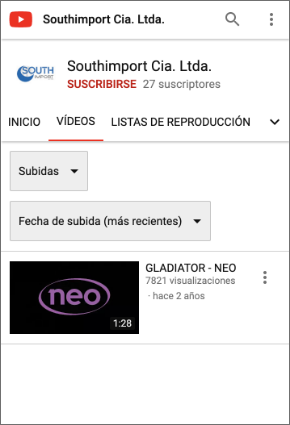 Southimport Cia. Ltda.
SOUTH
IMPORT
Southimport Cia. Ltda.
SUSCRIBIRSE 27 suscriptores
INICIO VÍDEOS LISTAS DE REPRODUCCIÓN
Subidas
Fecha de subida (más recientes)
neo
1:28
GLADIATOR - NEO
7821 visualizaciones
· hace 2 años